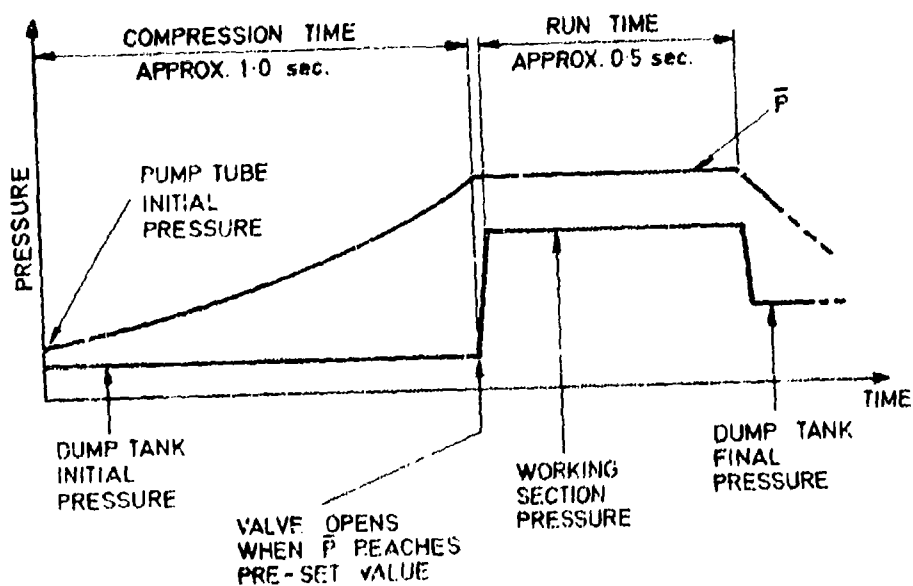 COMPRESSION TIME
APPROX. 1·0 sec.
RUN TIME
APPROX. 0·5 sec.
P̄
PUMP TUBE
INITIAL
PRESSURE
PRESSURE
TIME
DUMP TANK
INITIAL
PRESSURE
VALVE OPENS
WHEN P̄ REACHES
PRE-SET VALUE
WORKING
SECTION
PRESSURE
DUMP TANK
FINAL
PRESSURE